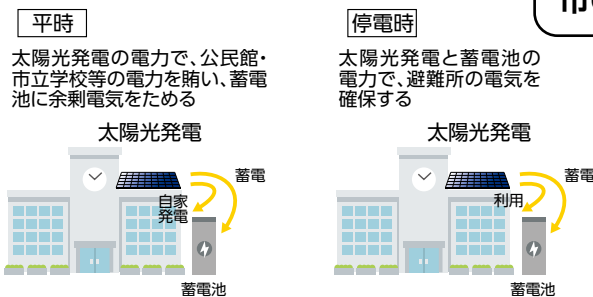 平時
太陽光発電の電力で、公民館・
市立学校等の電力を賄い、蓄電
池に余剰電気をためる
太陽光発電
蓄電
自家
発電
蓄電池
停電時
太陽光発電と蓄電池の
電力で、避難所の電気を
確保する
太陽光発電
蓄電
利用
蓄電池